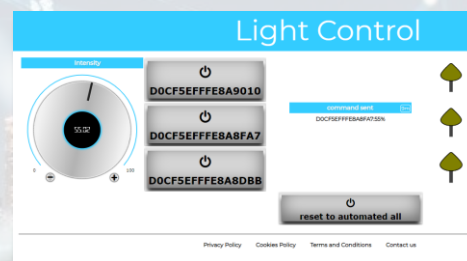 Light Control
Intensity
55.02
0
100
D0CF5EFFFE8A9010
D0CF5EFFFE8A8FA7
D0CF5EFFFE8A8DBB
command sent
D0CF5EFFFE8A8FA7:55%
reset to automated all
Privacy Policy Cookies Policy Terms and Conditions Contact us